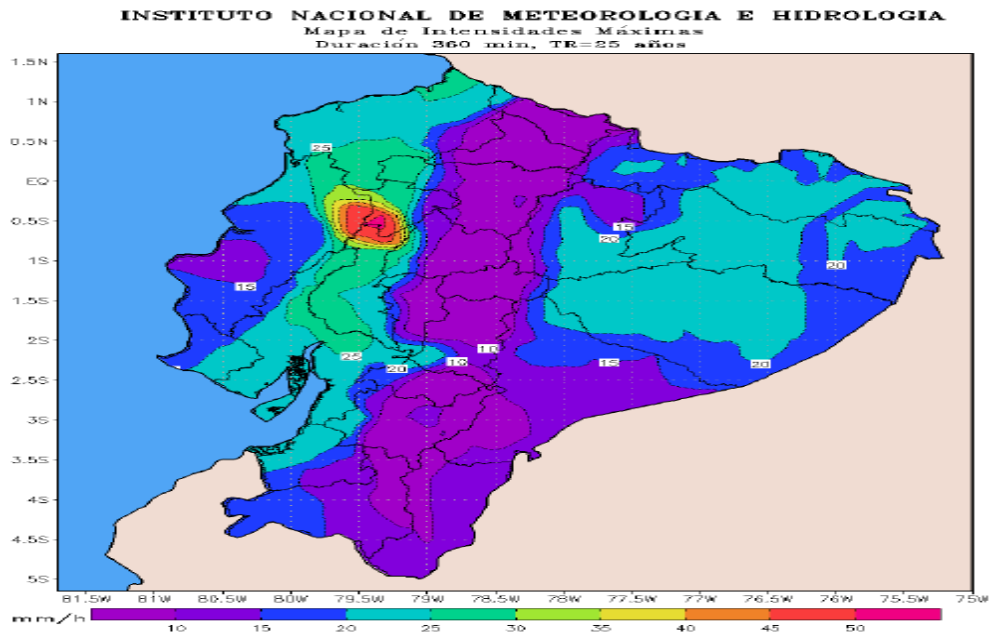 INSTITUTO NACIONAL DE METEOROLOGIA E HIDROLOGIA
Mapa de Intensidades Máximas
Duración 360 min, TR=25 años
1.5N
1N
0.5N
EQ
0.5S
1S
1.5S
2S
2.5S
3S
3.5S
4S
4.5S
5S
25
15
20
15
20
25
20
10
10
15
20
81.5W 81W 80.5W 80W 79.5W 79W 78.5W 78W 77.5W 77W 76.5W 76W 75.5W 75W
mm/h
10 15 20 25 30 35 40 45 50